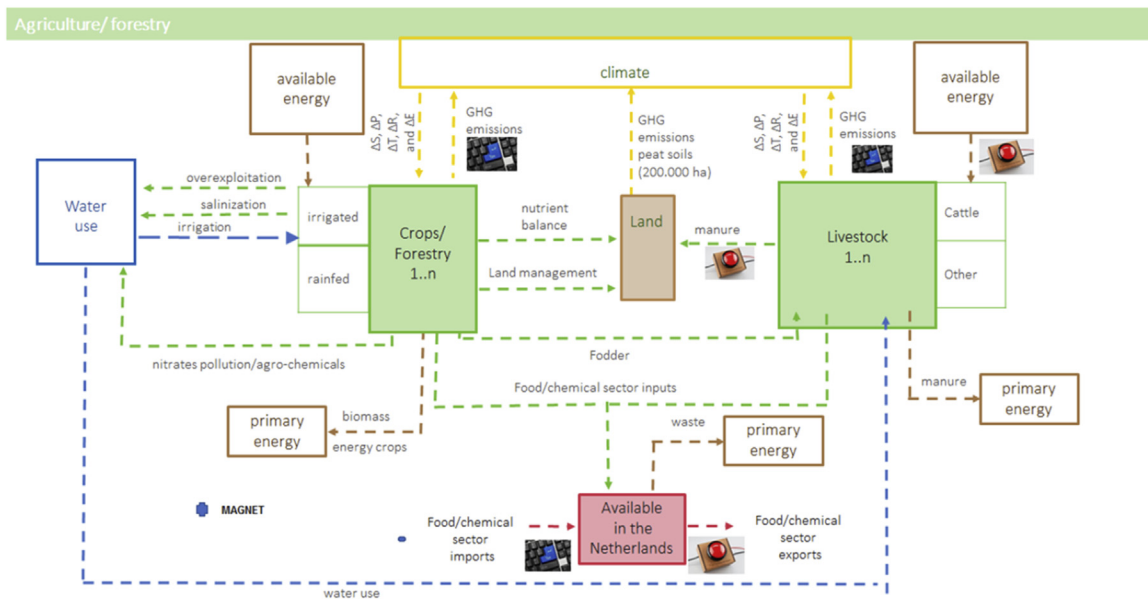 Agriculture/ forestry
available
energy
climate
available
energy
ΔS, ΔP,
ΔT, ΔR,
and ΔE
GHG
emissions
GHG
emissions
peat soils
(200.000 ha)
ΔS, ΔP,
ΔT, ΔR,
and ΔE
GHG
emissions
Water
use
overexploitation
salinization
irrigation
irrigated
rainfed
Crops/
Forestry
1..n
nutrient
balance
Land management
Land
manure
Livestock
1..n
Cattle
Other
nitrates pollution/agro-chemicals
Fodder
Food/chemical sector inputs
primary
energy
biomass
energy crops
waste
primary
energy
manure
primary
energy
MAGNET
Food/chemical
sector
imports
Available
in the
Netherlands
Food/chemical
sector
exports
water use